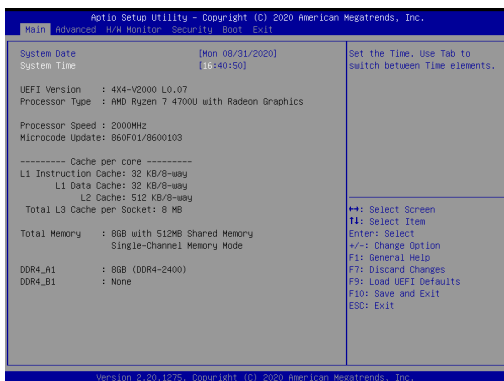 Aptio Setup Utility – Copyright (C) 2020 American Megatrends, Inc.
Main Advanced H/W Monitor Security Boot Exit
System Date [Mon 08/31/2020]
System Time [16:40:50]
UEFI Version : 4X4-V2000 L0.07
Processor Type : AMD Ryzen 7 4700U with Radeon Graphics
Processor Speed : 2000MHz
Microcode Update: 860F01/8600103
--------- Cache per core ---------
L1 Instruction Cache: 32 KB/8-way
L1 Data Cache: 32 KB/8-way
L2 Cache: 512 KB/8-way
Total L3 Cache per Socket: 8 MB
Total Memory : 8GB with 512MB Shared Memory
Single-Channel Memory Mode
DDR4_A1 : 8GB (DDR4-2400)
DDR4_B1 : None
Set the Time. Use Tab to
switch between Time elements.
↔: Select Screen
↑↓: Select Item
Enter: Select
+/-: Change Option
F1: General Help
F7: Discard Changes
F9: Load UEFI Defaults
F10: Save and Exit
ESC: Exit
Version 2.20.1275. Copyright (C) 2020 American Megatrends, Inc.